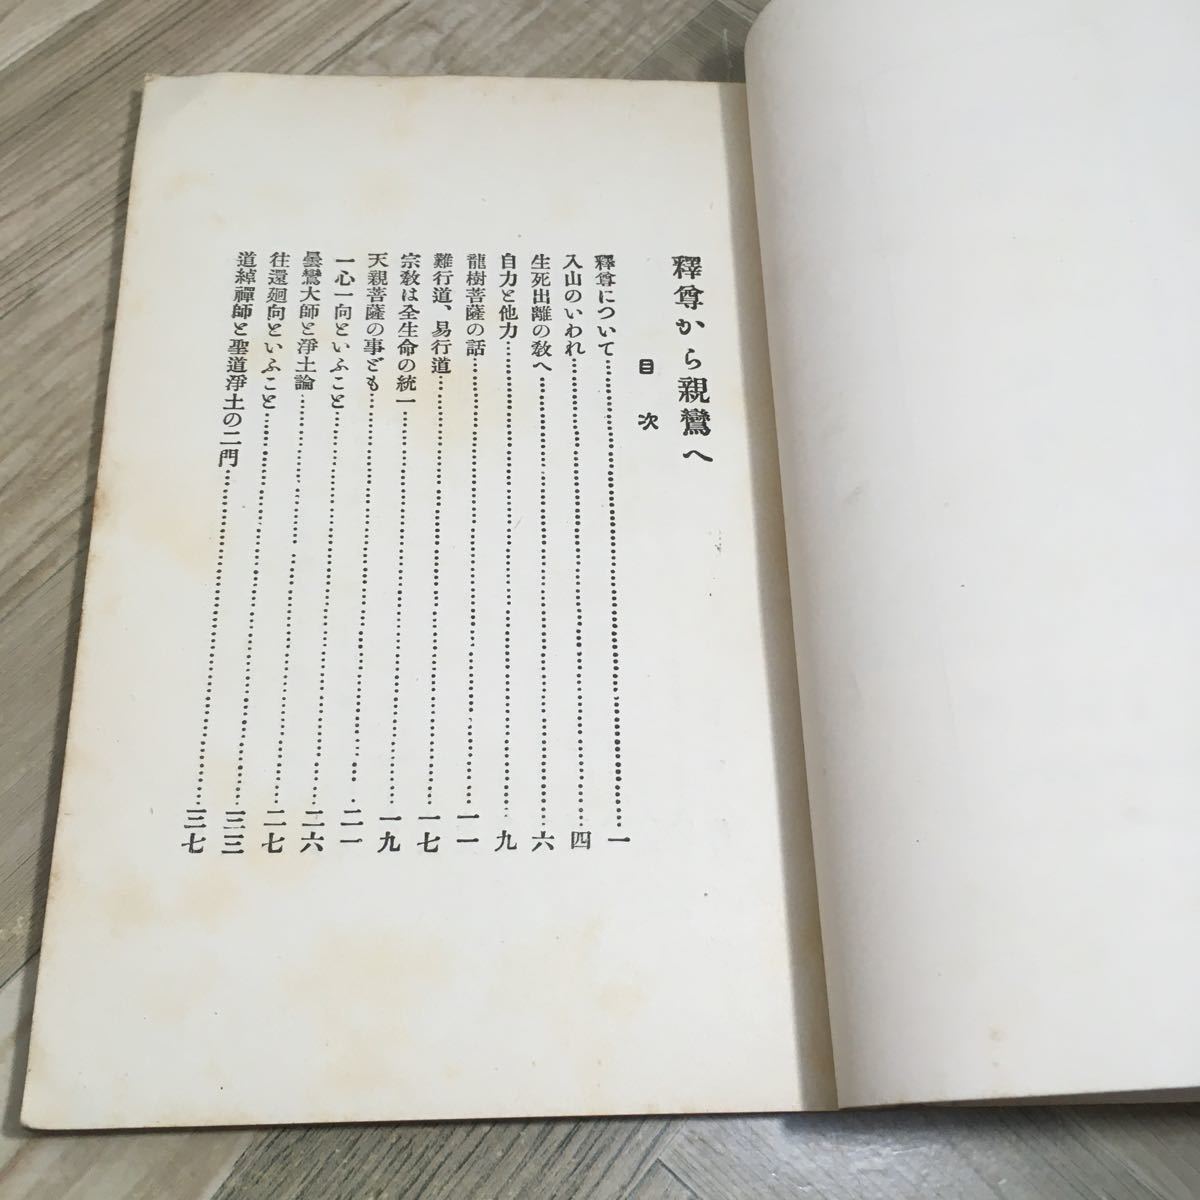 釋尊から親鸞へ
目次
釋尊について……一
入山のいわれ……四
生死出離の敎へ……六
自力と他力……九
龍樹菩薩の話……一一
難行道、易行道……一七
宗敎は全生命の統一……一九
天親菩薩の事ども……二一
一心一向といふこと……二六
曇鸞大師と淨土論……二七
往還廻向といふこと……三三
道綽禪師と聖道淨土の二門……三七